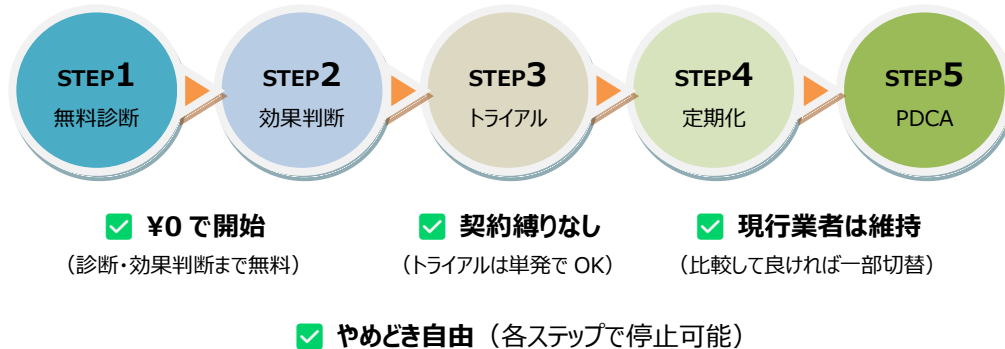 STEP1 STEP2 STEP3 STEP4 STEP5
無料診断 効果判断 トライアル 定期化 PDCA
✅ ¥0 で開始 ✅ 契約縛りなし ✅ 現行業者は維持
（診断・効果判断まで無料） （トライアルは単発で OK） （比較して良ければ一部切替）
✅ やめどき自由（各ステップで停止可能）